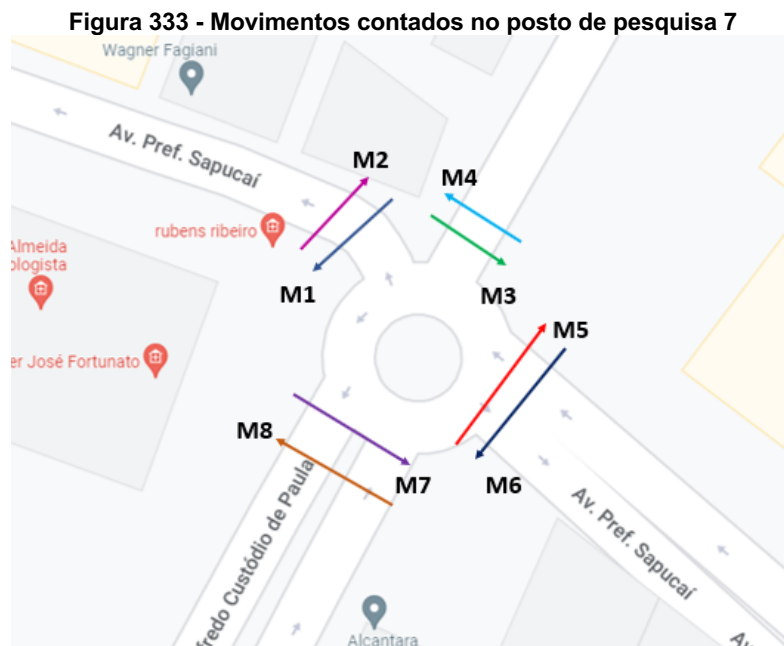 Figura 333 - Movimentos contados no posto de pesquisa 7
Wagner Fagiani
Av. Pref. Sapucaí
M2
M4
rubens ribeiro
Almeida
ologista
M1
M3
M5
er José Fortunato
M8
M7
M6
fredo Custódio de Paula
Av. Pref. Sapucaí
Av
Alcantara